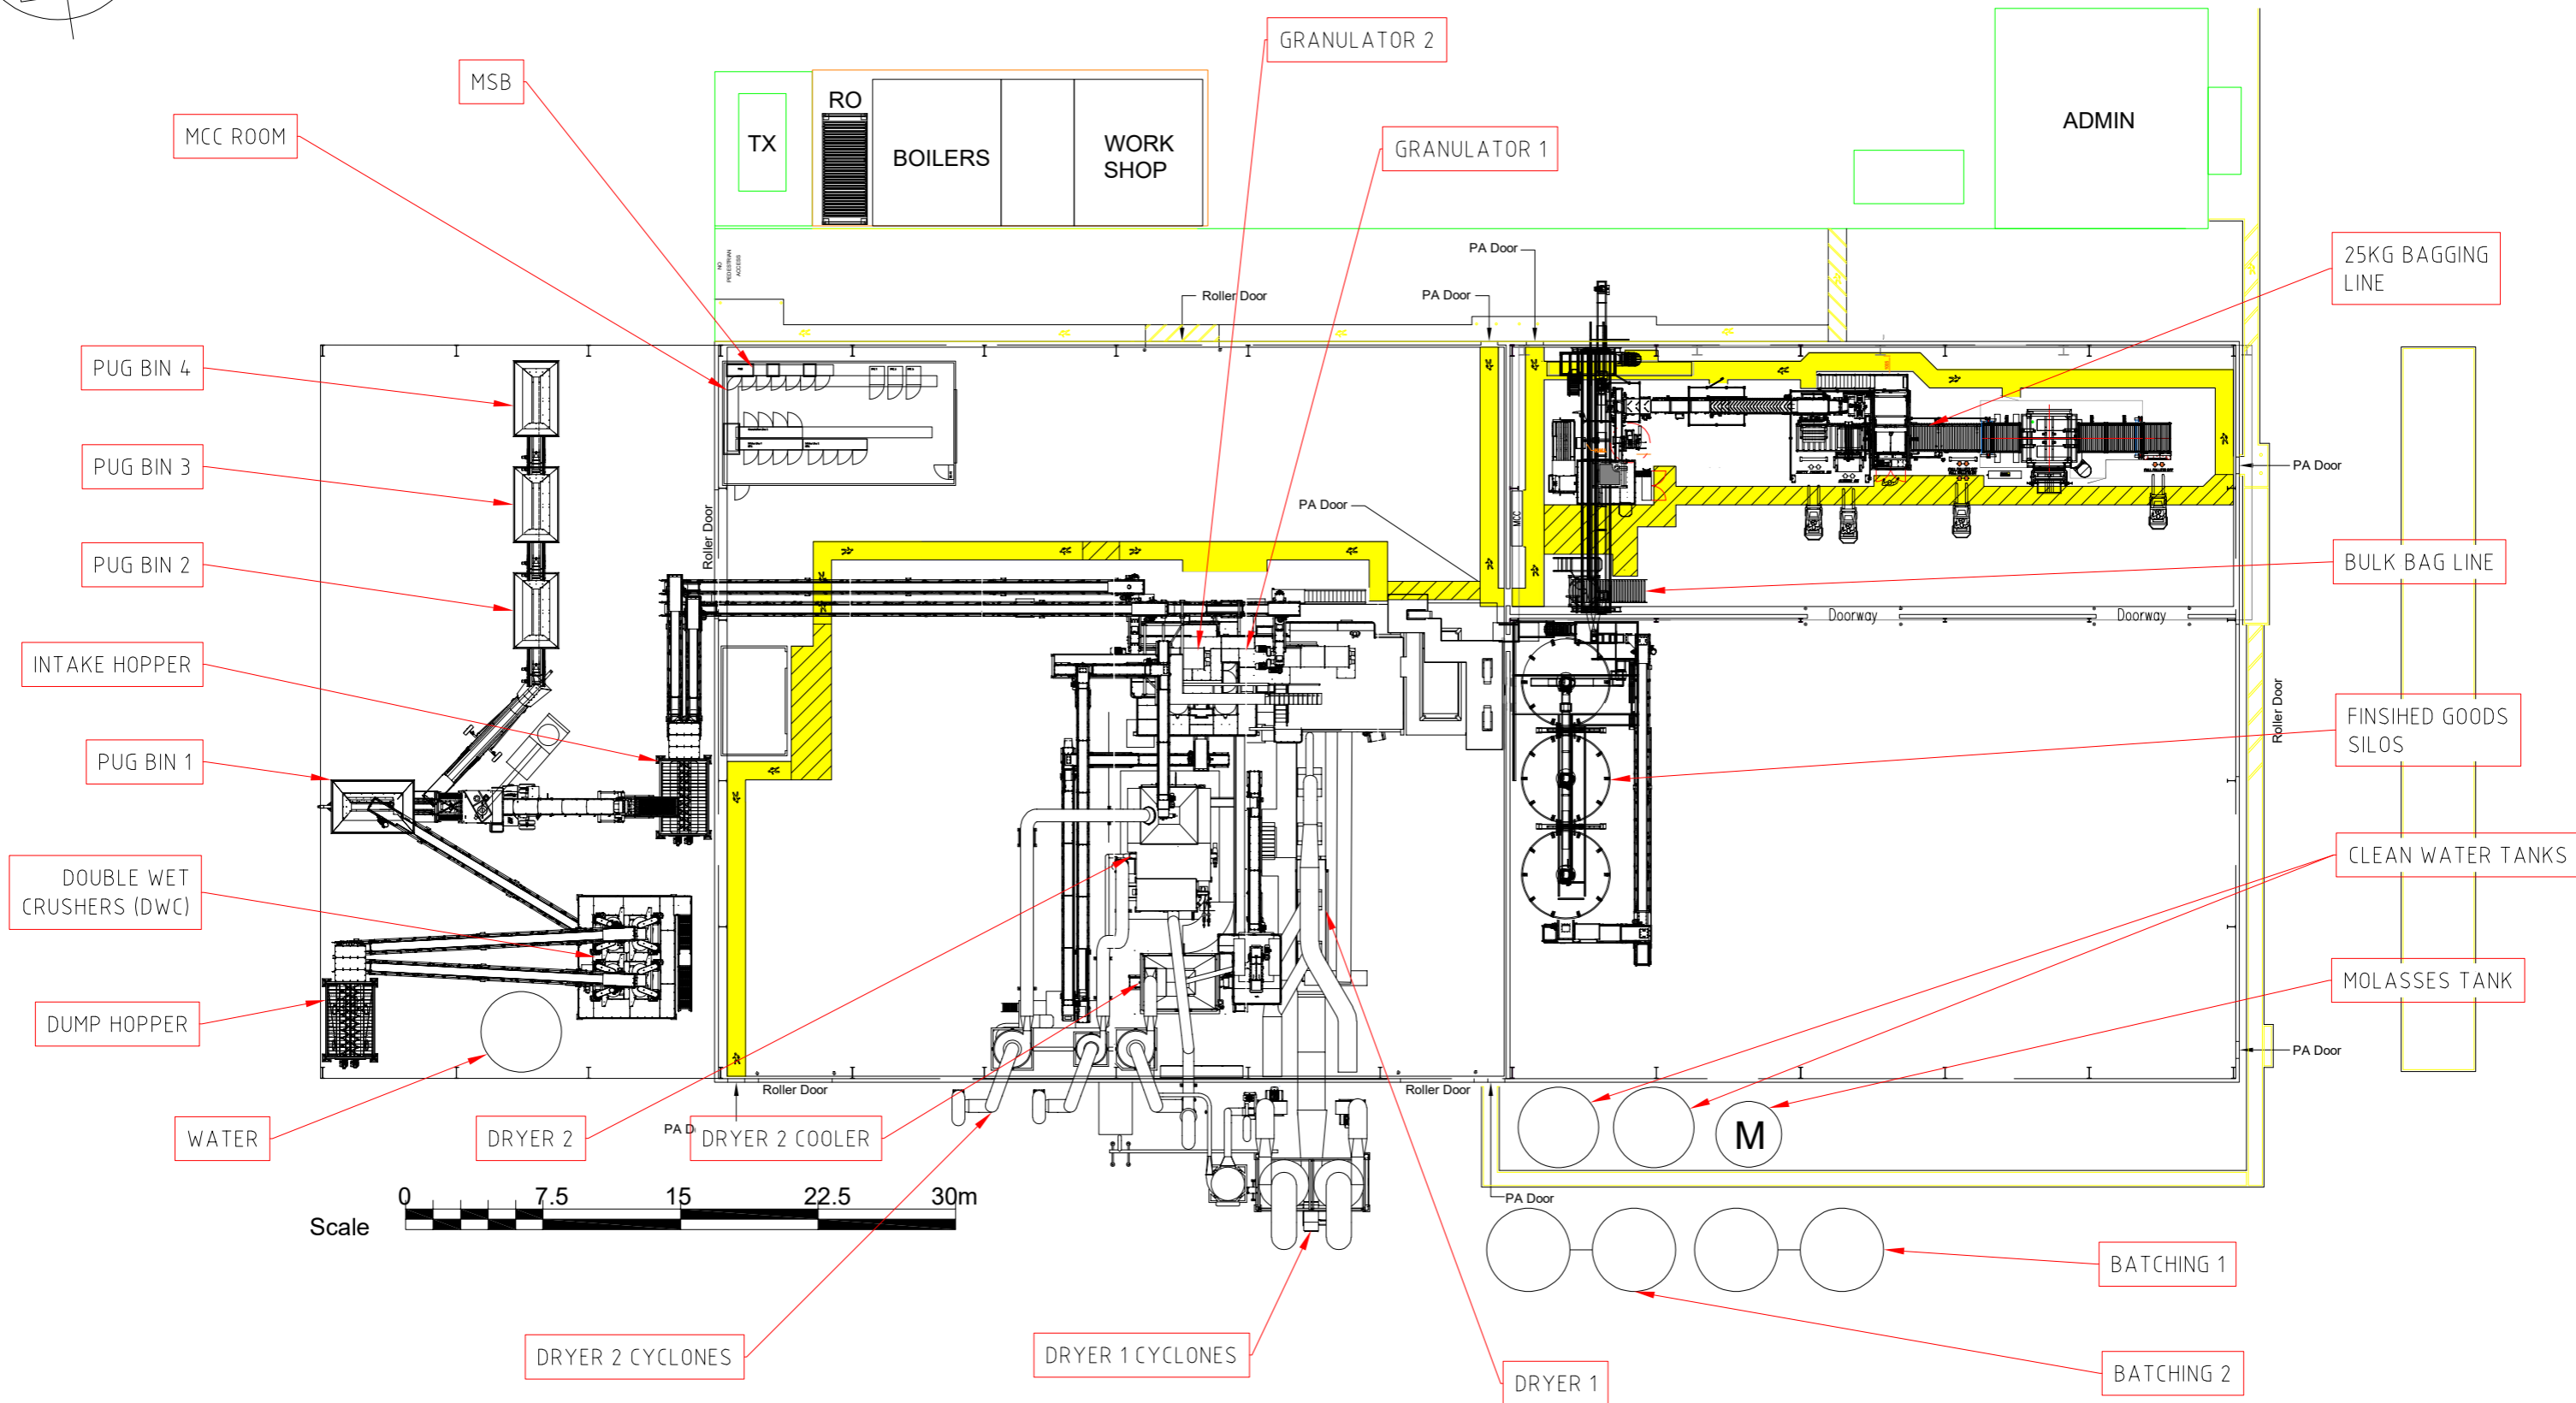 GRANULATOR 2
MSB
MCC ROOM
TX
RO
BOILERS
WORK
SHOP
GRANULATOR 1
ADMIN
NO
PEDESTRIAN
ACCESS
PA Door
Roller Door
PA Door
25KG BAGGING
LINE
PUG BIN 4
PUG BIN 3
PUG BIN 2
INTAKE HOPPER
PUG BIN 1
DOUBLE WET
CRUSHERS (DWC)
DUMP HOPPER
WATER
Roller Door
PA Door
MCC
PA Door
BULK BAG LINE
Doorway
Doorway
Roller Door
FINSIHED GOODS
SILOS
CLEAN WATER TANKS
MOLASSES TANK
PA Door
Roller Door
Roller Door
PA D
DRYER 2
DRYER 2 COOLER
M
PA Door
0 7.5 15 22.5 30m
Scale
BATCHING 1
DRYER 2 CYCLONES
DRYER 1 CYCLONES
DRYER 1
BATCHING 2